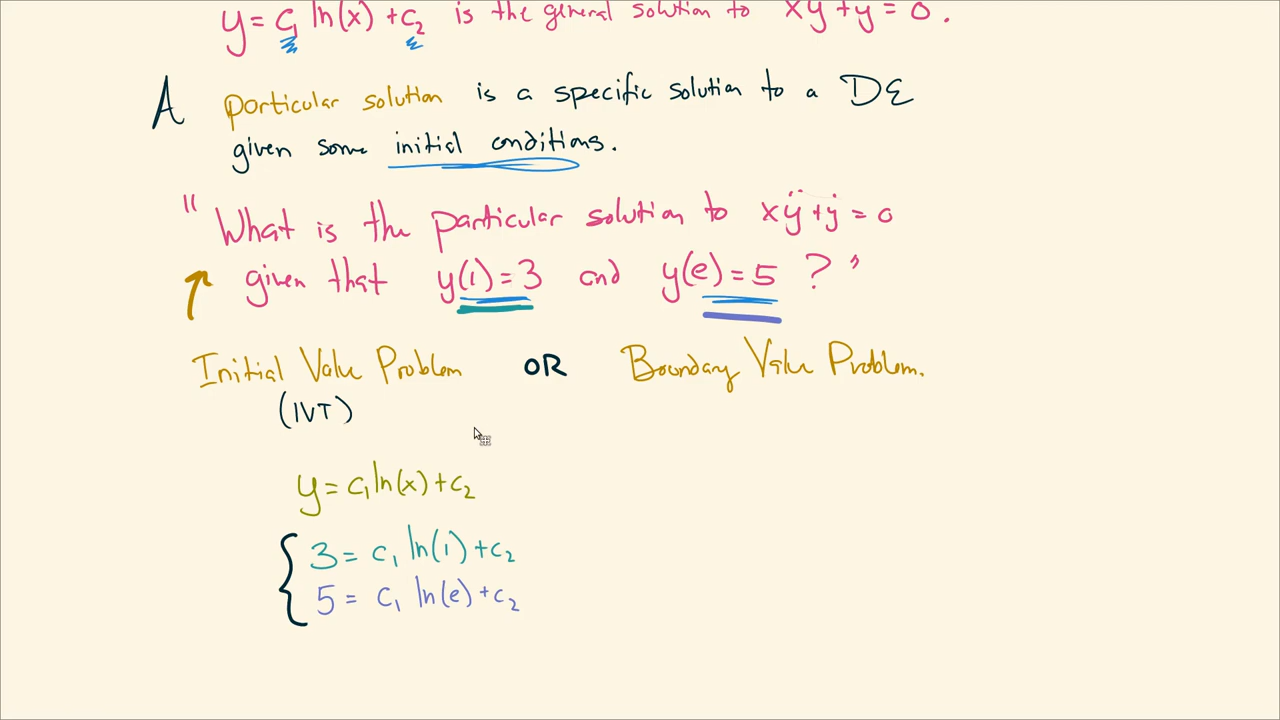 y = c₁ ln(x) + c₂ is the general solution to xÿ + ẏ = 0.
A particular solution is a specific solution to a DE
given some initial conditions.
"What is the particular solution to xÿ + ẏ = 0
given that y(1) = 3 and y(e) = 5 ?"
Initial Value Problem OR Boundary Value Problem.
(IVT)
y = c₁ ln(x) + c₂
3 = c₁ ln(1) + c₂
5 = c₁ ln(e) + c₂